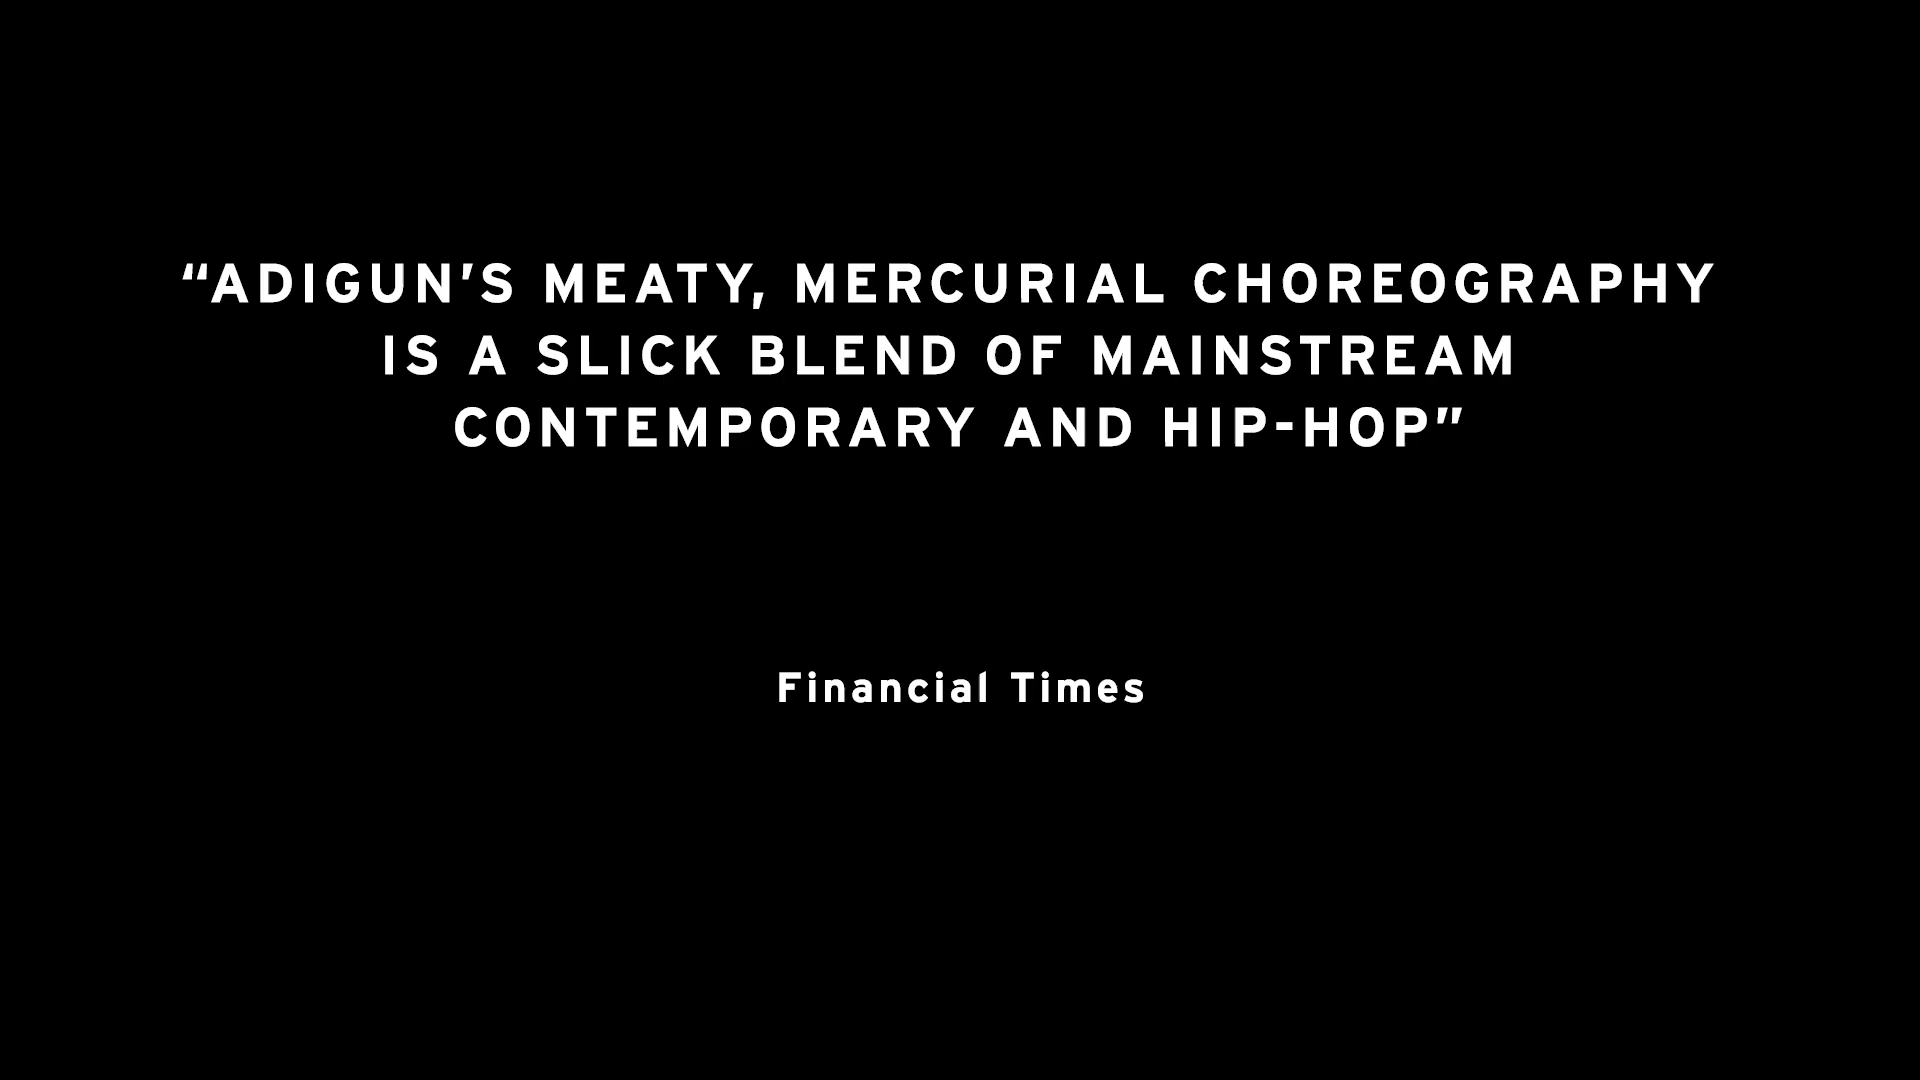 “ADIGUN’S MEATY, MERCURIAL CHOREOGRAPHY
IS A SLICK BLEND OF MAINSTREAM
CONTEMPORARY AND HIP-HOP”
Financial Times